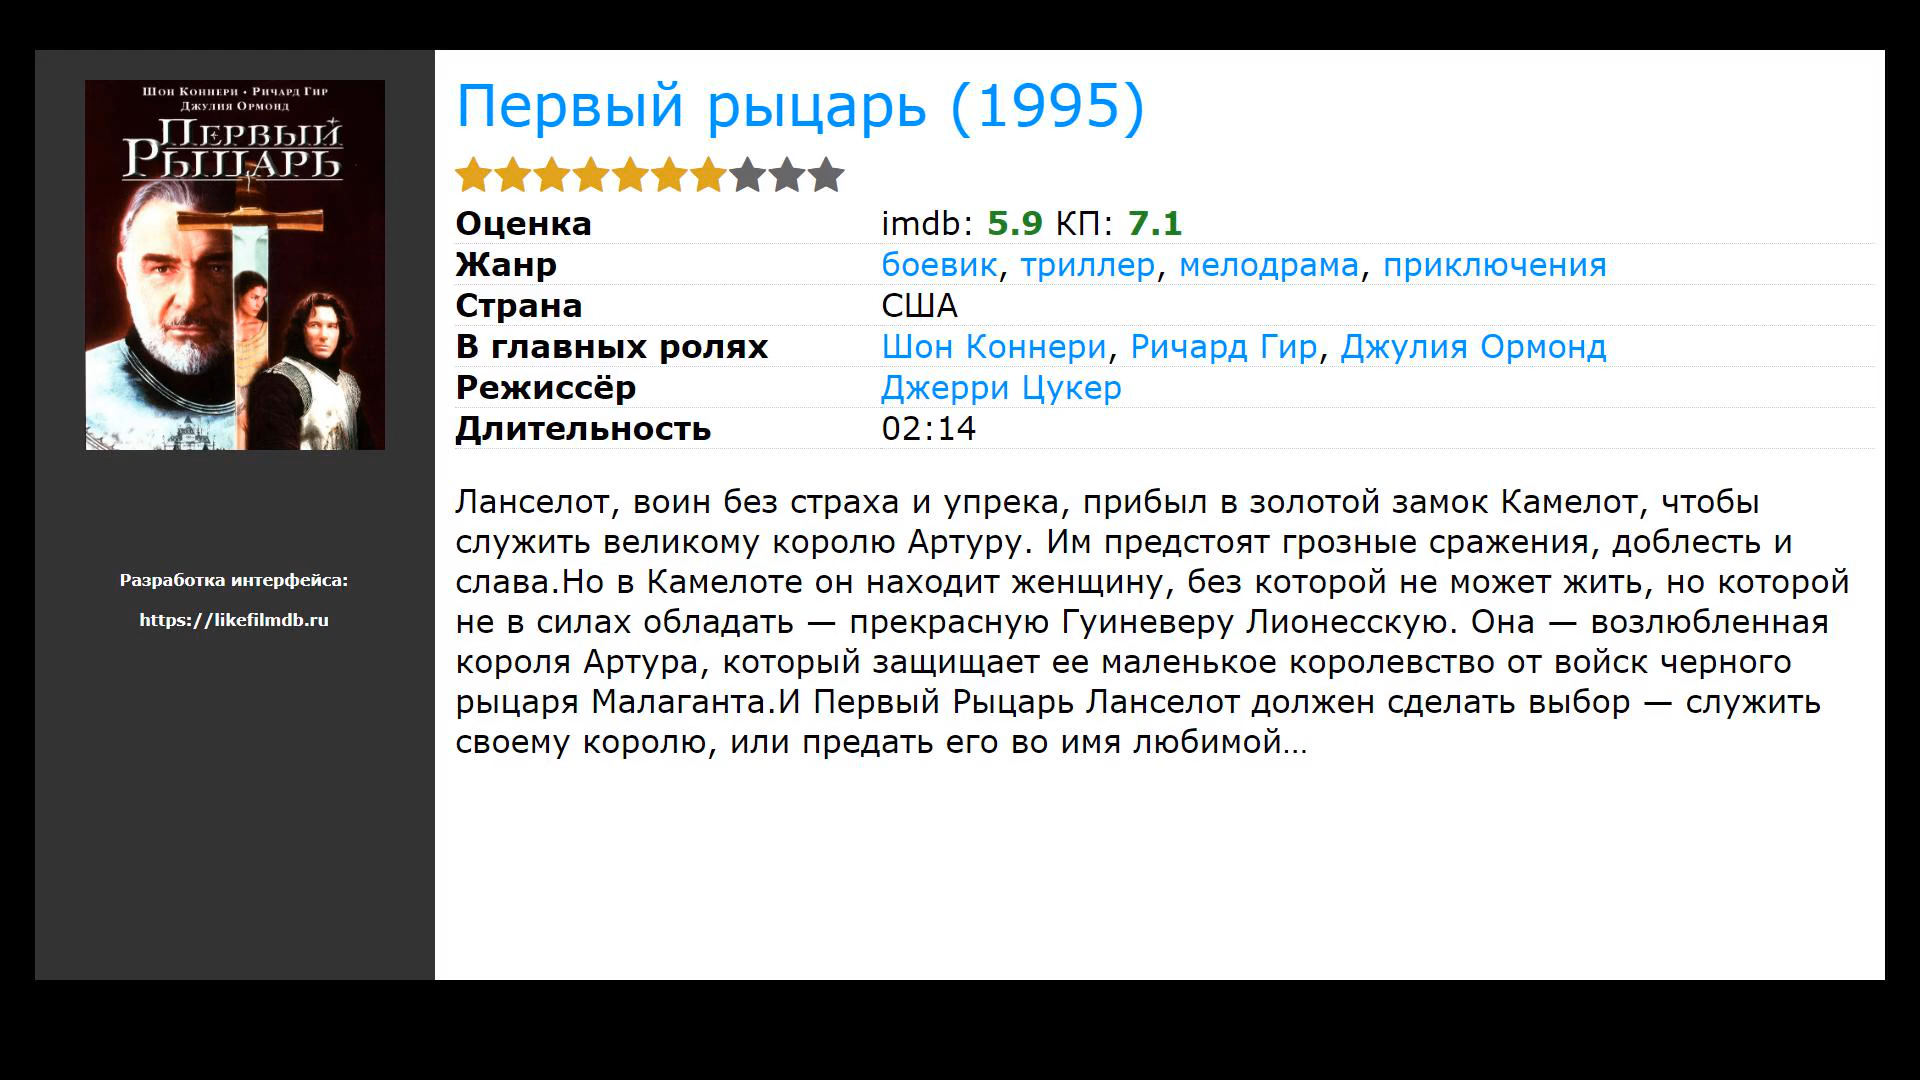 Шон Коннери • Ричард Гир
Джулия Ормонд
Первый
Рыцарь
Разработка интерфейса:
https://likefilmdb.ru
Первый рыцарь (1995)
Оценка imdb: 5.9 КП: 7.1
Жанр боевик, триллер, мелодрама, приключения
Страна США
В главных ролях Шон Коннери, Ричард Гир, Джулия Ормонд
Режиссёр Джерри Цукер
Длительность 02:14
Ланселот, воин без страха и упрека, прибыл в золотой замок Камелот, чтобы
служить великому королю Артуру. Им предстоят грозные сражения, доблесть и
слава.Но в Камелоте он находит женщину, без которой не может жить, но которой
не в силах обладать — прекрасную Гуиневеру Лионесскую. Она — возлюбленная
короля Артура, который защищает ее маленькое королевство от войск черного
рыцаря Малаганта.И Первый Рыцарь Ланселот должен сделать выбор — служить
своему королю, или предать его во имя любимой…